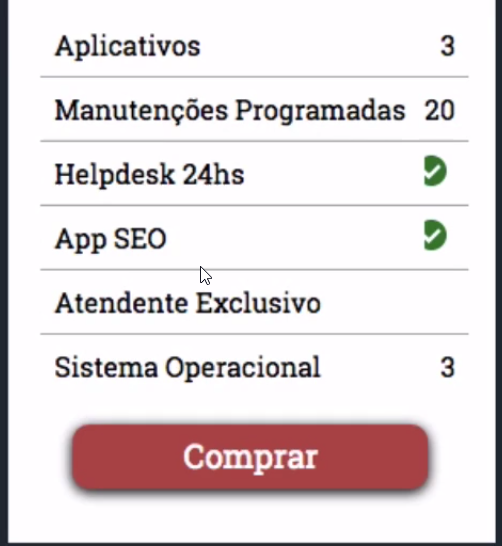 Aplicativos 3
Manutenções Programadas 20
Helpdesk 24hs
App SEO
Atendente Exclusivo
Sistema Operacional 3
Comprar